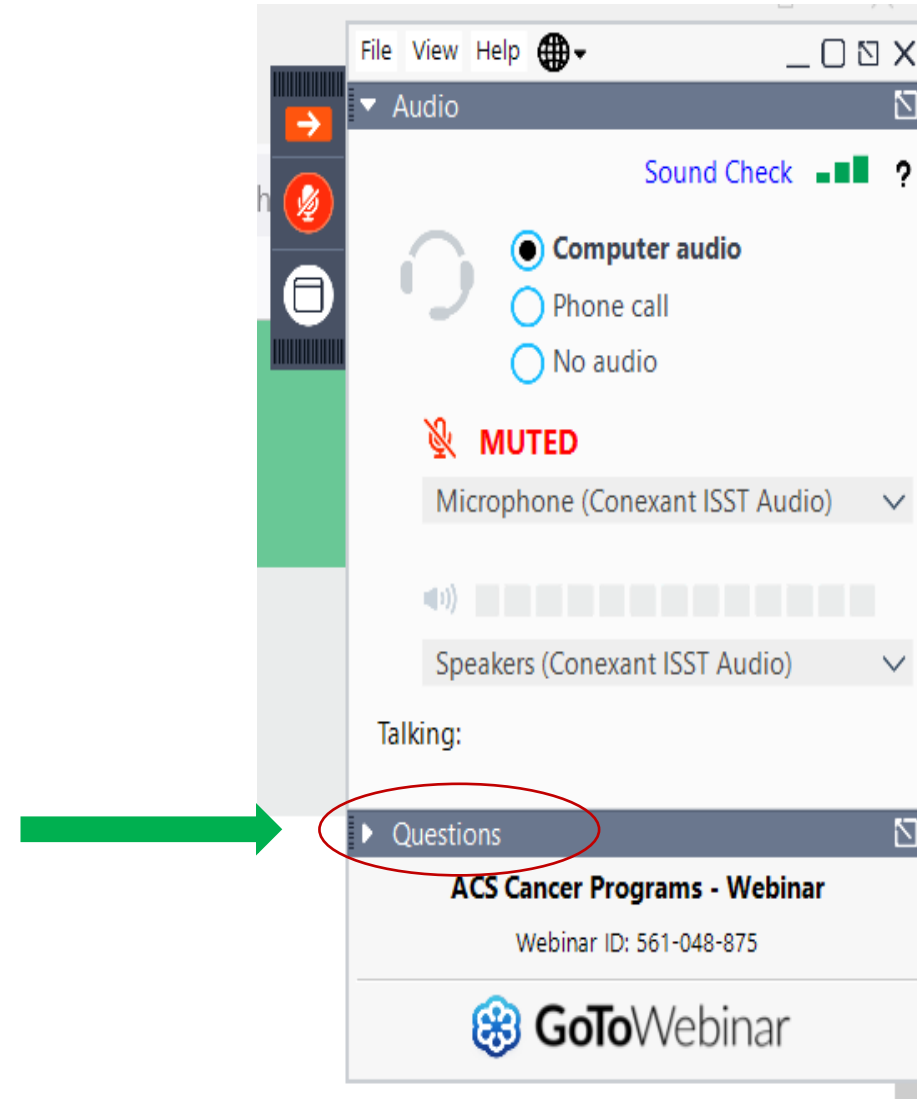 File View Help
Audio
Sound Check ?
h
Computer audio
Phone call
No audio
MUTED
Microphone (Conexant ISST Audio)
Speakers (Conexant ISST Audio)
Talking:
Questions
ACS Cancer Programs - Webinar
Webinar ID: 561-048-875
GoToWebinar